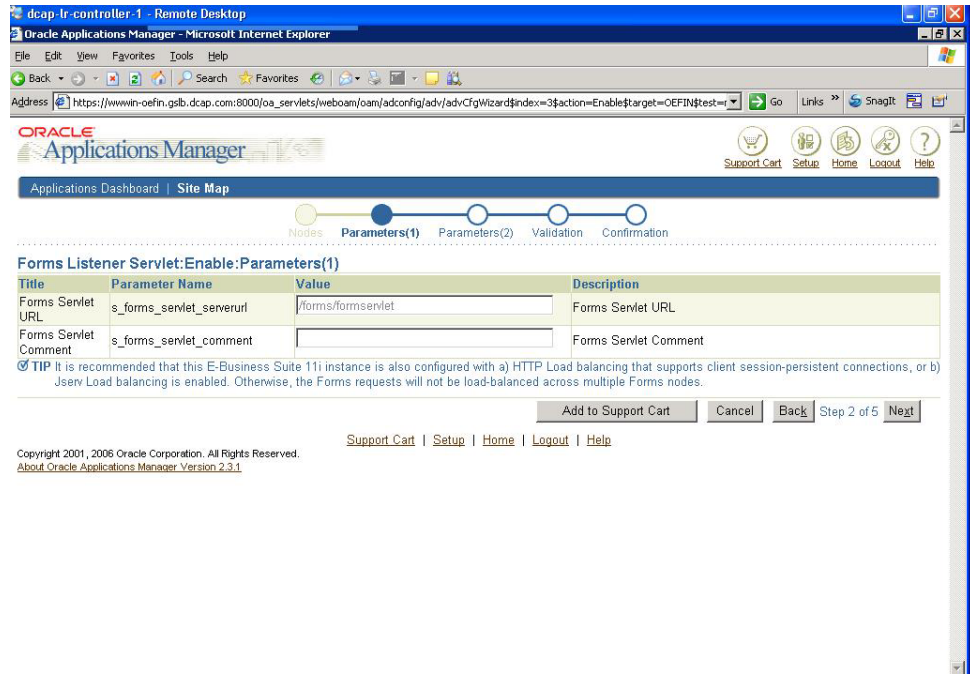 dcap-lr-controller-1 - Remote Desktop
Oracle Applications Manager - Microsoft Internet Explorer
File Edit View Favorites Tools Help
Back Search Favorites
Address https://wwwin-oefin.gslb.dcap.com:8000/oa_servlets/weboam/oam/adconfig/adv/advCfgWizard$index=3$action=Enable$target=OEFIN$test=r Go Links » SnagIt
ORACLE
Applications Manager
Support Cart Setup Home Logout Help
Applications Dashboard | Site Map
Nodes Parameters(1) Parameters(2) Validation Confirmation
Forms Listener Servlet:Enable:Parameters(1)
Title Parameter Name Value Description
Forms Servlet URL s_forms_servlet_serverurl /forms/formservlet Forms Servlet URL
Forms Servlet Comment s_forms_servlet_comment Forms Servlet Comment
TIP It is recommended that this E-Business Suite 11i instance is also configured with a) HTTP Load balancing that supports client session-persistent connections, or b)
Jserv Load balancing is enabled. Otherwise, the Forms requests will not be load-balanced across multiple Forms nodes.
Add to Support Cart Cancel Back Step 2 of 5 Next
Support Cart | Setup | Home | Logout | Help
Copyright 2001, 2006 Oracle Corporation. All Rights Reserved.
About Oracle Applications Manager Version 2.3.1